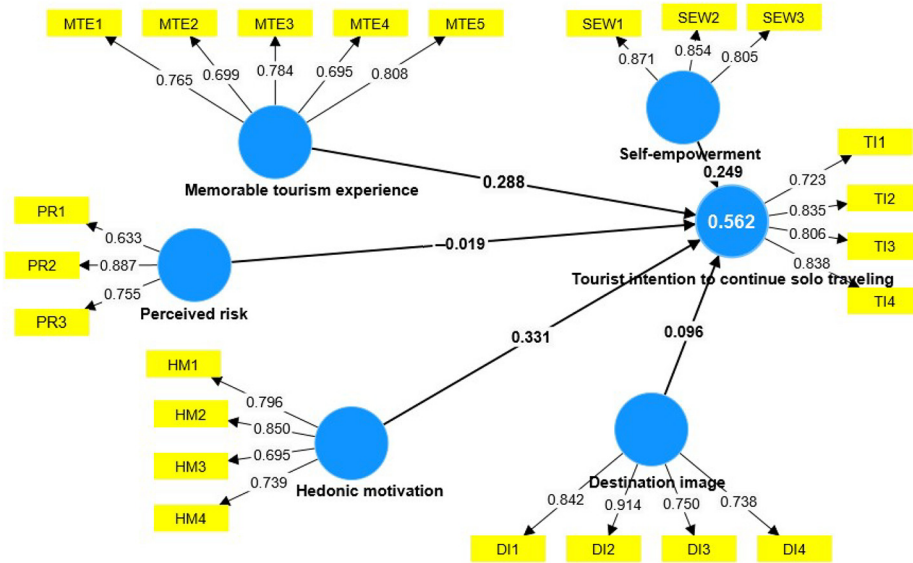 MTE1 MTE2 MTE3 MTE4 MTE5
0.765 0.699 0.784 0.695 0.808
Memorable tourism experience
SEW1 SEW2 SEW3
0.871 0.854 0.805
Self-empowerment
0.249
0.288
TI1
TI2
TI3
TI4
0.723
0.835
0.806
0.838
0.562
Tourist intention to continue solo traveling
PR1
PR2
PR3
0.633
0.887
0.755
Perceived risk
–0.019
HM1
HM2
HM3
HM4
0.796
0.850
0.695
0.739
Hedonic motivation
0.331
0.096
Destination image
0.842 0.914 0.750 0.738
DI1 DI2 DI3 DI4